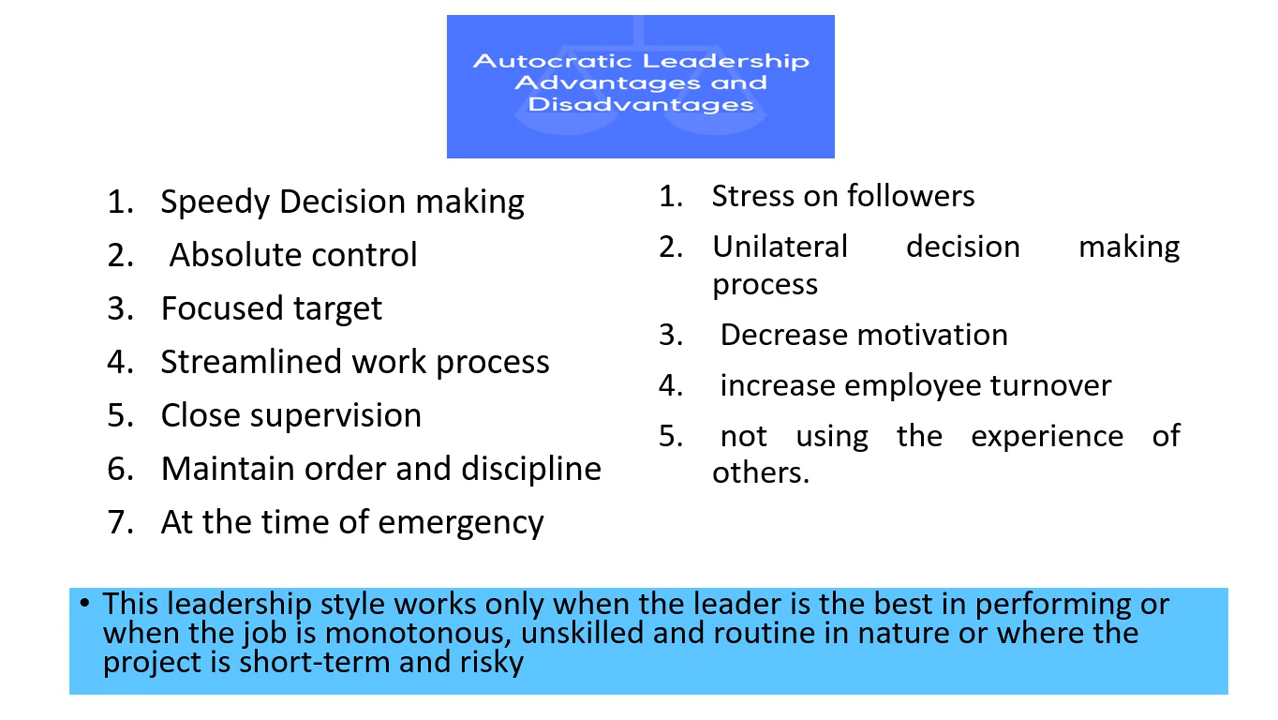 Autocratic Leadership
Advantages and
Disadvantages
1. Speedy Decision making
2. Absolute control
3. Focused target
4. Streamlined work process
5. Close supervision
6. Maintain order and discipline
7. At the time of emergency
1. Stress on followers
2. Unilateral decision making
process
3. Decrease motivation
4. increase employee turnover
5. not using the experience of
others.
• This leadership style works only when the leader is the best in performing or
when the job is monotonous, unskilled and routine in nature or where the
project is short-term and risky